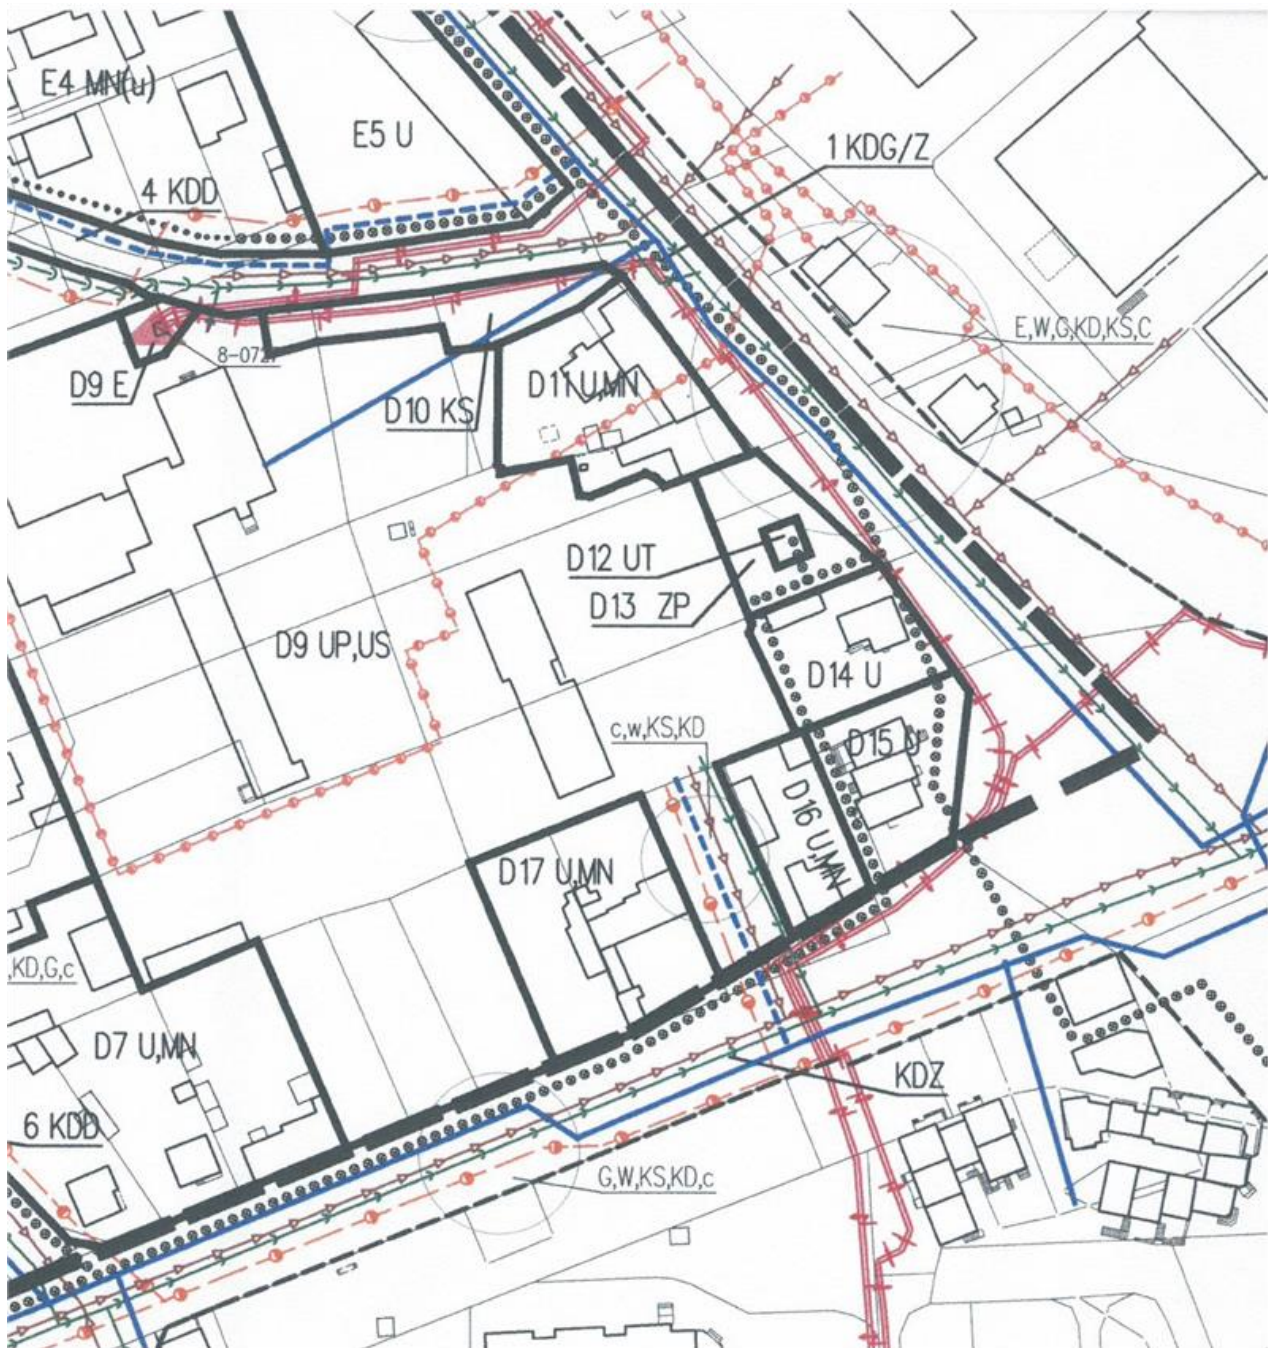 E4 MN(u)
E5 U
1 KDG/Z
4 KDD
E,W,G,KD,KS,C
8-0727
D9 E
D10 KS
D11 U,MN
D12 UT
D13 ZP
D9 UP,US
D14 U
c,w,KS,KD
D15 U
D16 U,MN
D17 U,MN
,KD,G,c
D7 U,MN
KDZ
6 KDD
G,W,KS,KD,c